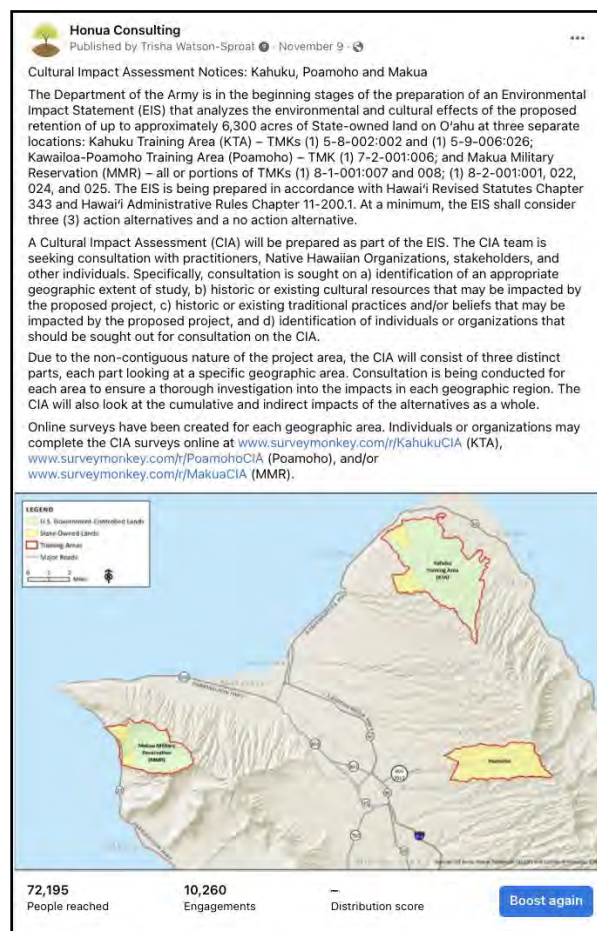 Honua Consulting
Published by Trisha Watson-Sproat · November 9 ·
Cultural Impact Assessment Notices: Kahuku, Poamoho and Makua
The Department of the Army is in the beginning stages of the preparation of an Environmental
Impact Statement (EIS) that analyzes the environmental and cultural effects of the proposed
retention of up to approximately 6,300 acres of State-owned land on Oʻahu at three separate
locations: Kahuku Training Area (KTA) – TMKs (1) 5-8-002:002 and (1) 5-9-006:026;
Kawailoa-Poamoho Training Area (Poamoho) – TMK (1) 7-2-001:006; and Makua Military
Reservation (MMR) – all or portions of TMKs (1) 8-1-001:007 and 008; (1) 8-2-001:001, 022,
024, and 025. The EIS is being prepared in accordance with Hawaiʻi Revised Statutes Chapter
343 and Hawaiʻi Administrative Rules Chapter 11-200.1. At a minimum, the EIS shall consider
three (3) action alternatives and a no action alternative.
A Cultural Impact Assessment (CIA) will be prepared as part of the EIS. The CIA team is
seeking consultation with practitioners, Native Hawaiian Organizations, stakeholders, and
other individuals. Specifically, consultation is sought on a) identification of an appropriate
geographic extent of study, b) historic or existing cultural resources that may be impacted by
the proposed project, c) historic or existing traditional practices and/or beliefs that may be
impacted by the proposed project, and d) identification of individuals or organizations that
should be sought out for consultation on the CIA.
Due to the non-contiguous nature of the project area, the CIA will consist of three distinct
parts, each part looking at a specific geographic area. Consultation is being conducted for
each area to ensure a thorough investigation into the impacts in each geographic region. The
CIA will also look at the cumulative and indirect impacts of the alternatives as a whole.
Online surveys have been created for each geographic area. Individuals or organizations may
complete the CIA surveys online at www.surveymonkey.com/r/KahukuCIA (KTA),
www.surveymonkey.com/r/PoamohoCIA (Poamoho), and/or
www.surveymonkey.com/r/MakuaCIA (MMR).
LEGEND
U.S. Government-Controlled Lands
State-Owned Lands
Training Areas
Major Roads
Miles
Kahuku
Training Area
(KTA)
Makua Military
Reservation
(MMR)
Poamoho
72,195
People reached
10,260
Engagements
–
Distribution score
Boost again